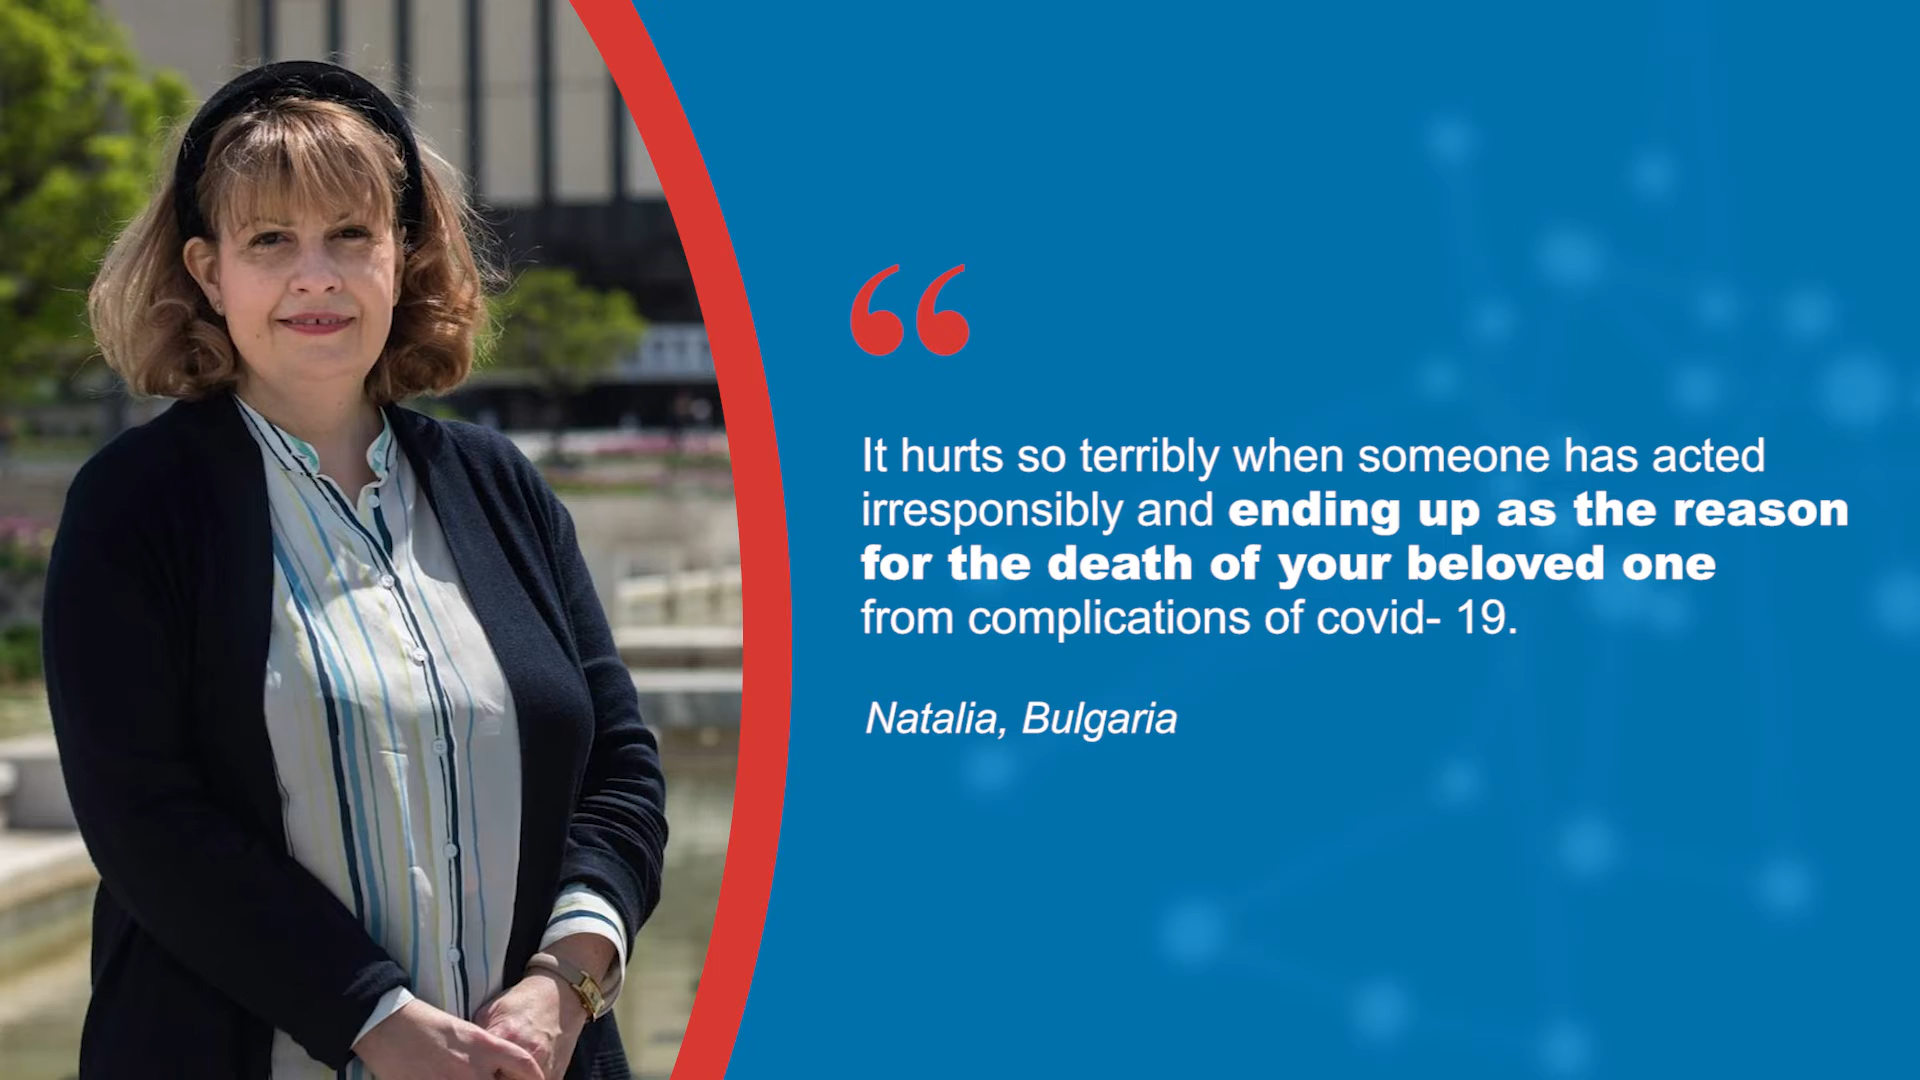 “
It hurts so terribly when someone has acted
irresponsibly and ending up as the reason
for the death of your beloved one
from complications of covid- 19.
Natalia, Bulgaria